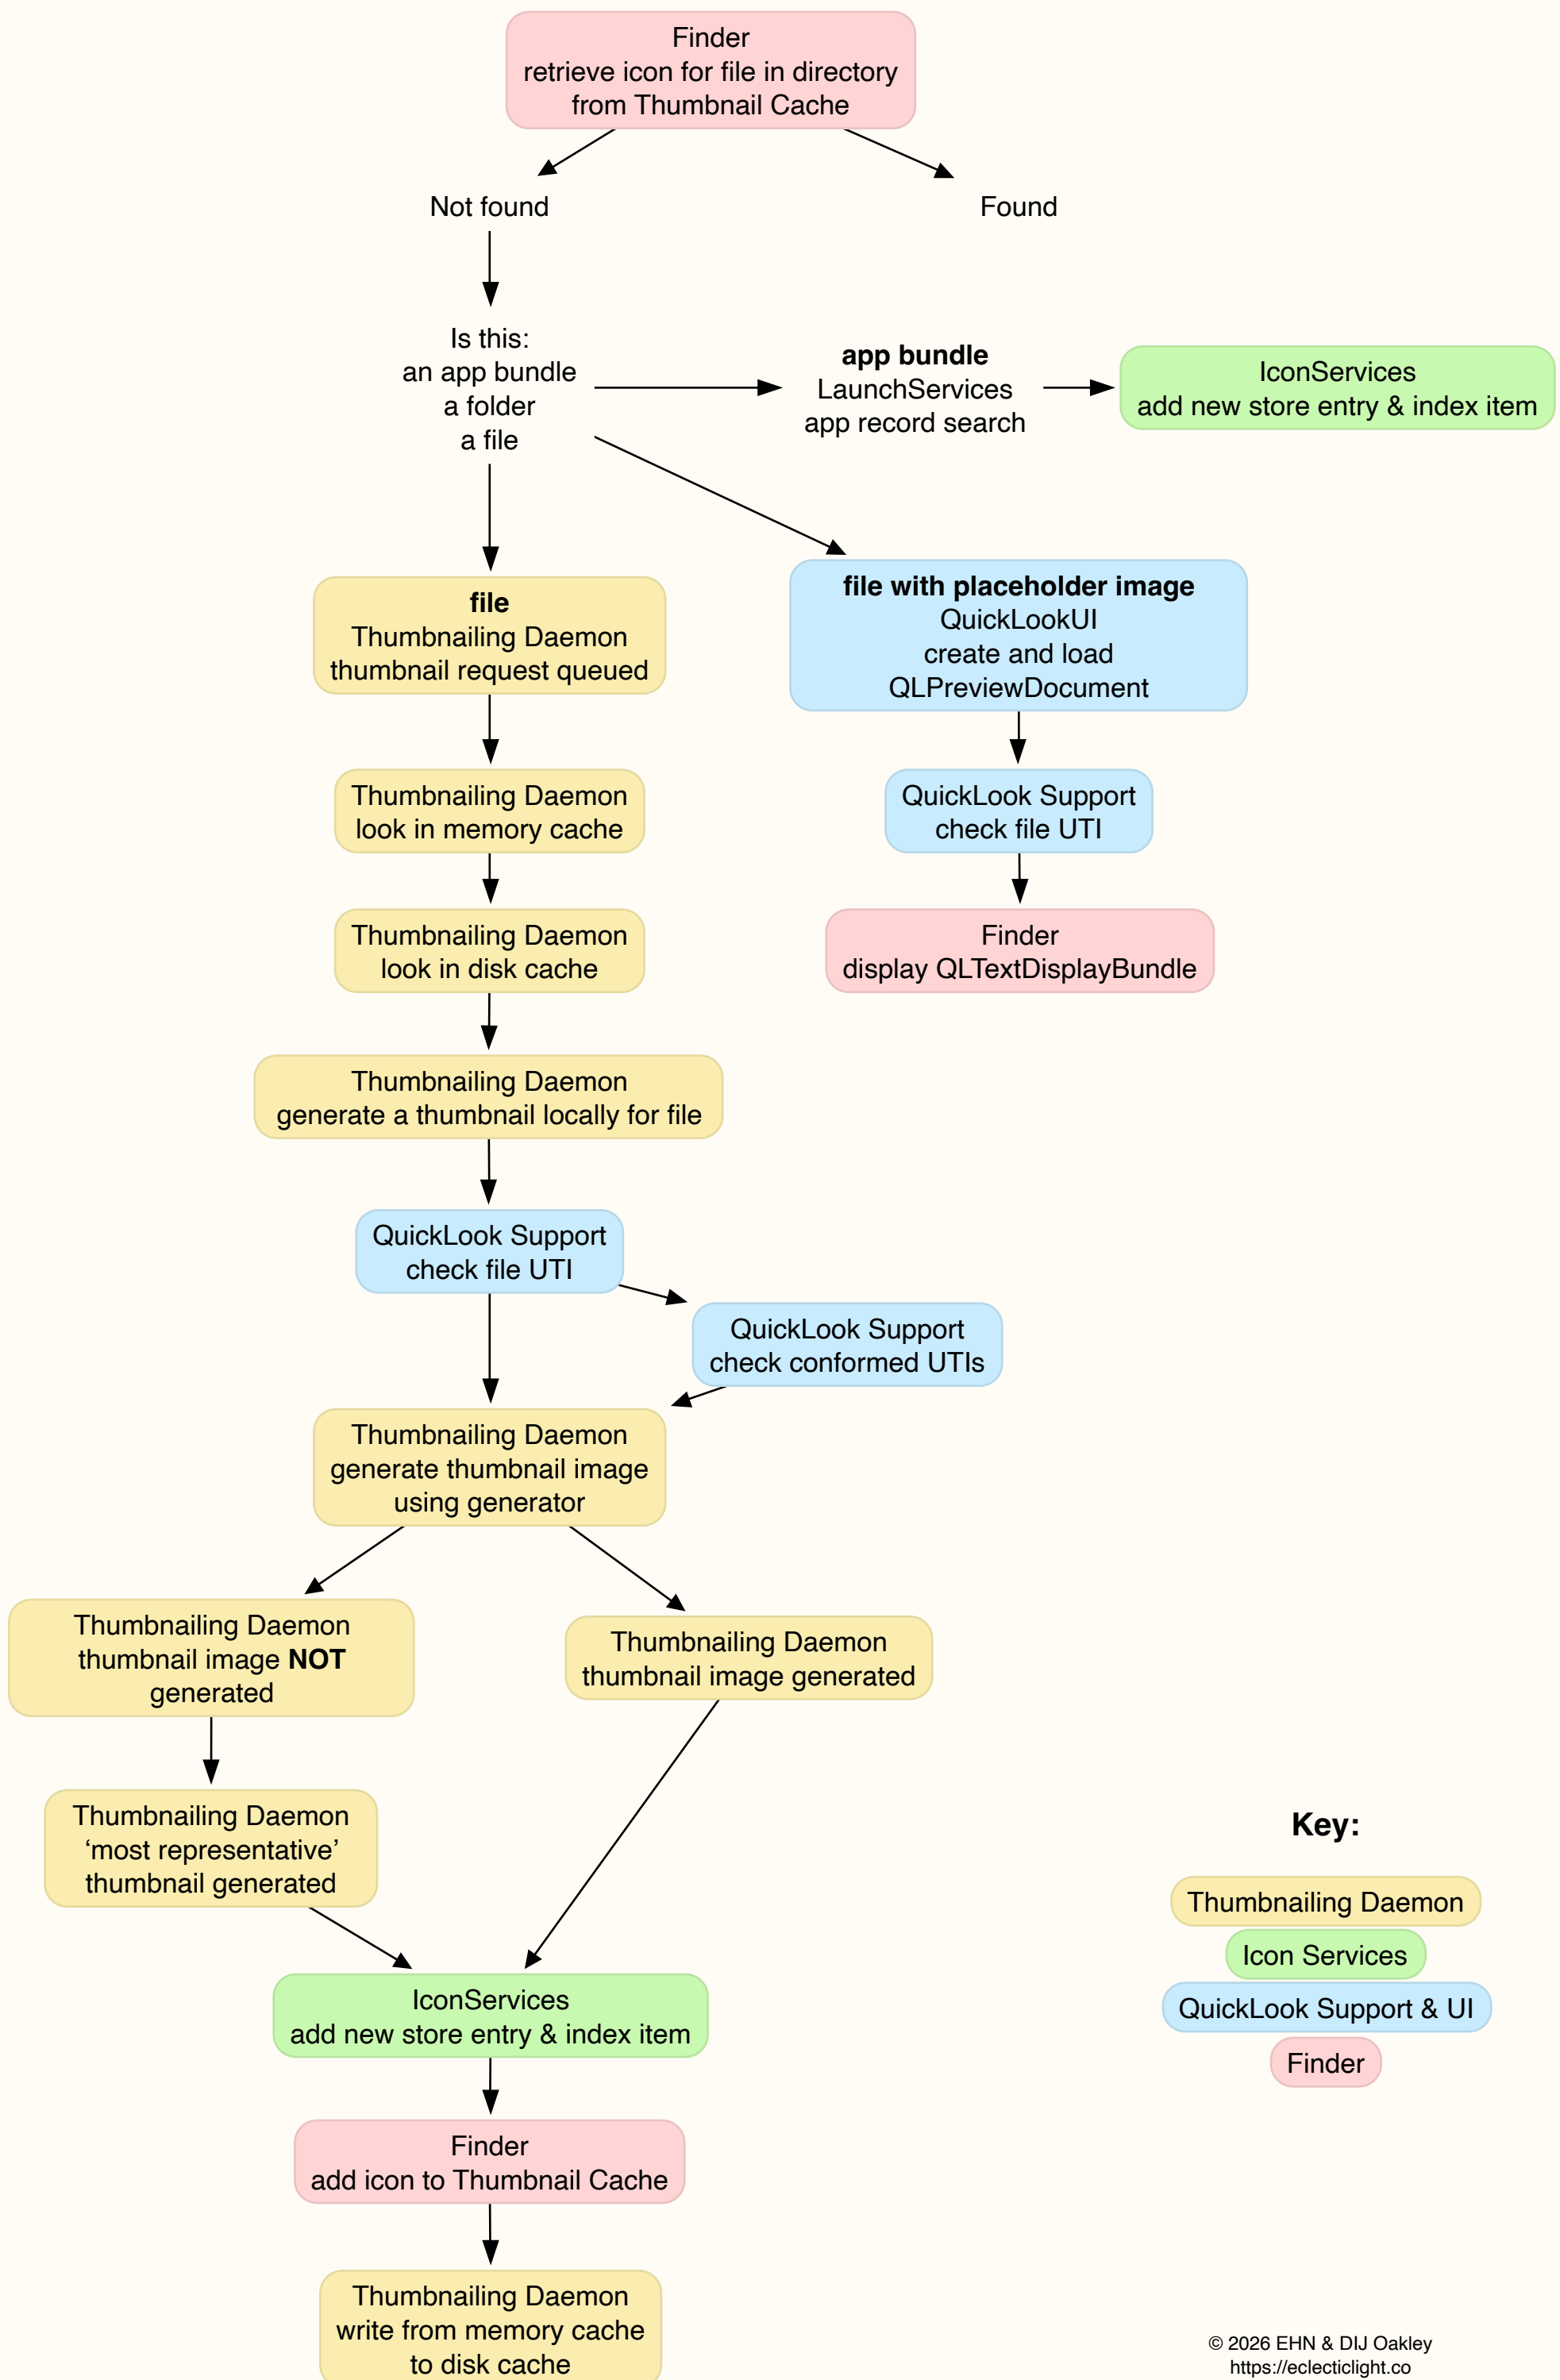 Finder
retrieve icon for file in directory
from Thumbnail Cache
Not found
Found
Is this:
an app bundle
a folder
a file
app bundle
LaunchServices
app record search
IconServices
add new store entry & index item
file
Thumbnailing Daemon
thumbnail request queued
file with placeholder image
QuickLookUI
create and load
QLPreviewDocument
Thumbnailing Daemon
look in memory cache
QuickLook Support
check file UTI
Thumbnailing Daemon
look in disk cache
Finder
display QLTextDisplayBundle
Thumbnailing Daemon
generate a thumbnail locally for file
QuickLook Support
check file UTI
QuickLook Support
check conformed UTIs
Thumbnailing Daemon
generate thumbnail image
using generator
Thumbnailing Daemon
thumbnail image NOT
generated
Thumbnailing Daemon
thumbnail image generated
Thumbnailing Daemon
‘most representative’
thumbnail generated
IconServices
add new store entry & index item
Finder
add icon to Thumbnail Cache
Thumbnailing Daemon
write from memory cache
to disk cache
Key:
Thumbnailing Daemon
Icon Services
QuickLook Support & UI
Finder
© 2026 EHN & DIJ Oakley
https://eclecticlight.co